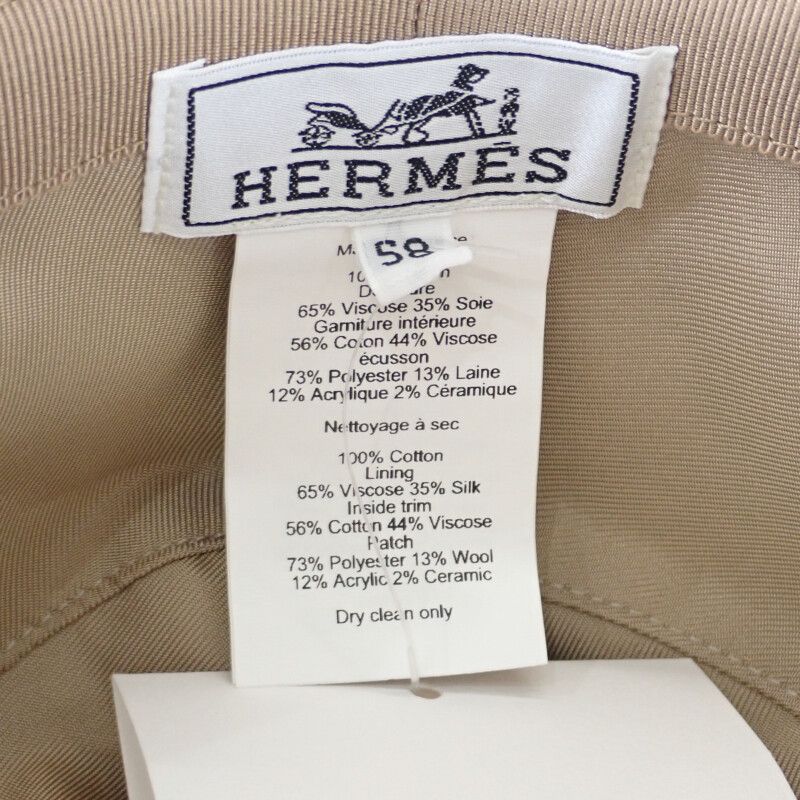 HERMÈS
58
65% Viscose 35% Soie
Garniture intérieure
56% Coton 44% Viscose
écusson
73% Polyester 13% Laine
12% Acrylique 2% Céramique
Nettoyage à sec
100% Cotton
Lining
65% Viscose 35% Silk
Inside trim
56% Cotton 44% Viscose
Patch
73% Polyester 13% Wool
12% Acrylic 2% Ceramic
Dry clean only